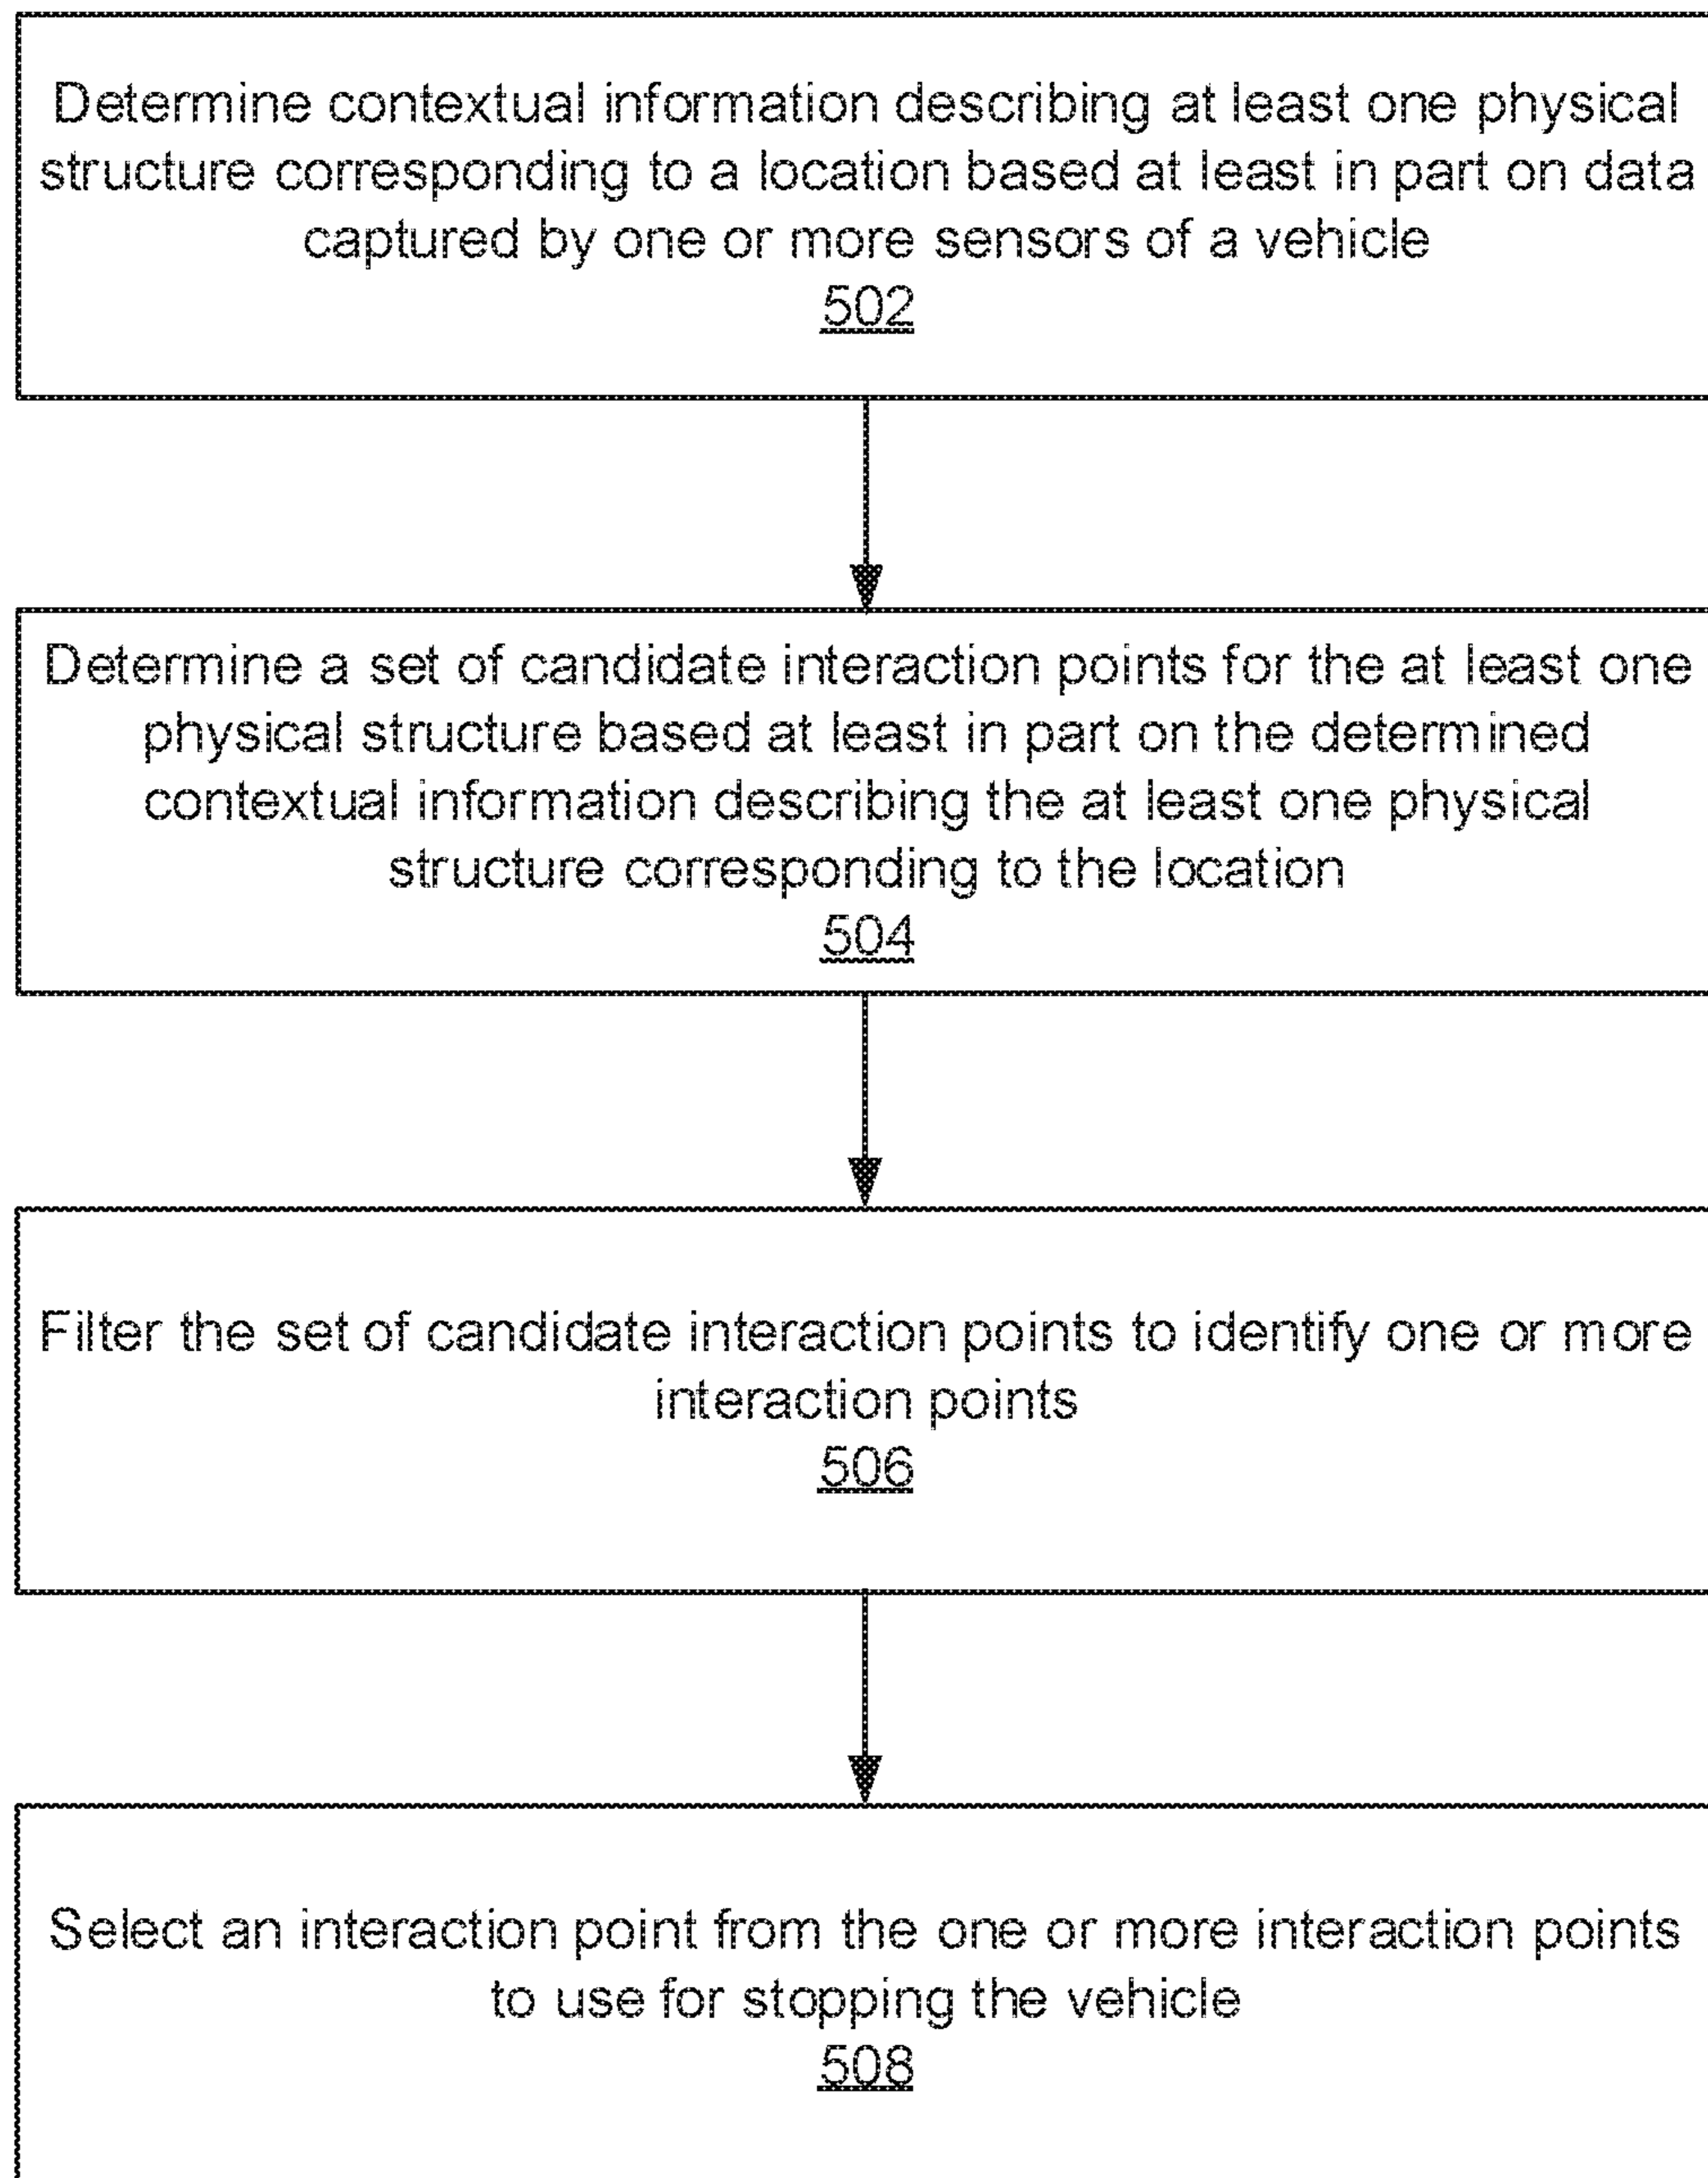 Determine contextual information describing at least one physical
structure corresponding to a location based at least in part on data
captured by one or more sensors of a vehicle
502
Determine a set of candidate interaction points for the at least one
physical structure based at least in part on the determined
contextual information describing the at least one physical
structure corresponding to the location
504
Filter the set of candidate interaction points to identify one or more
interaction points
506
Select an interaction point from the one or more interaction points
to use for stopping the vehicle
508